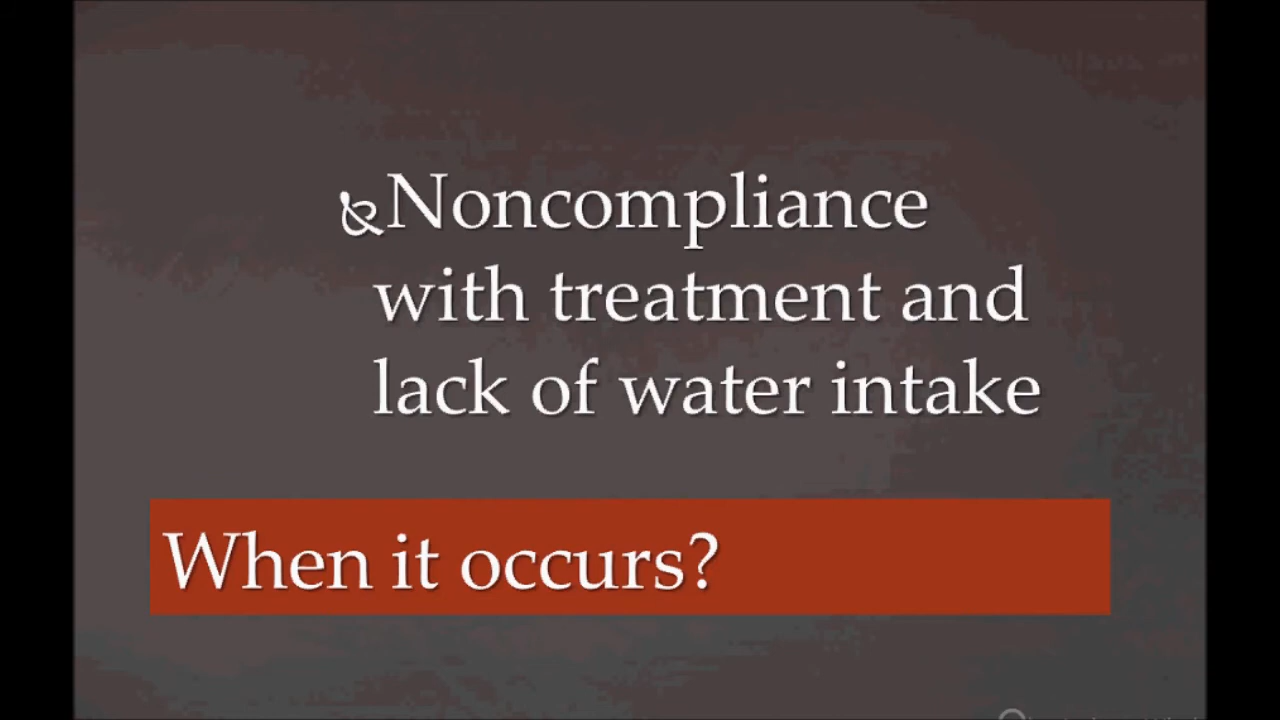 Noncompliance
with treatment and
lack of water intake
When it occurs?